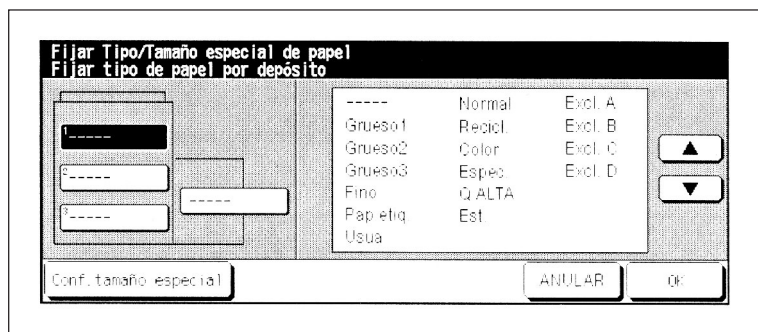 Fijar Tipo/Tamaño especial de papel
Fijar tipo de papel por depósito
1 -----
2 -----
3 -----
-----
----- Normal Excl. A
Grueso1 Recicl. Excl. B
Grueso2 Color Excl. C
Grueso3 Espec. Excl. D
Fino Q.ALTA
Pap etiq Est
Usua
Conf.tamaño especial
ANULAR OK